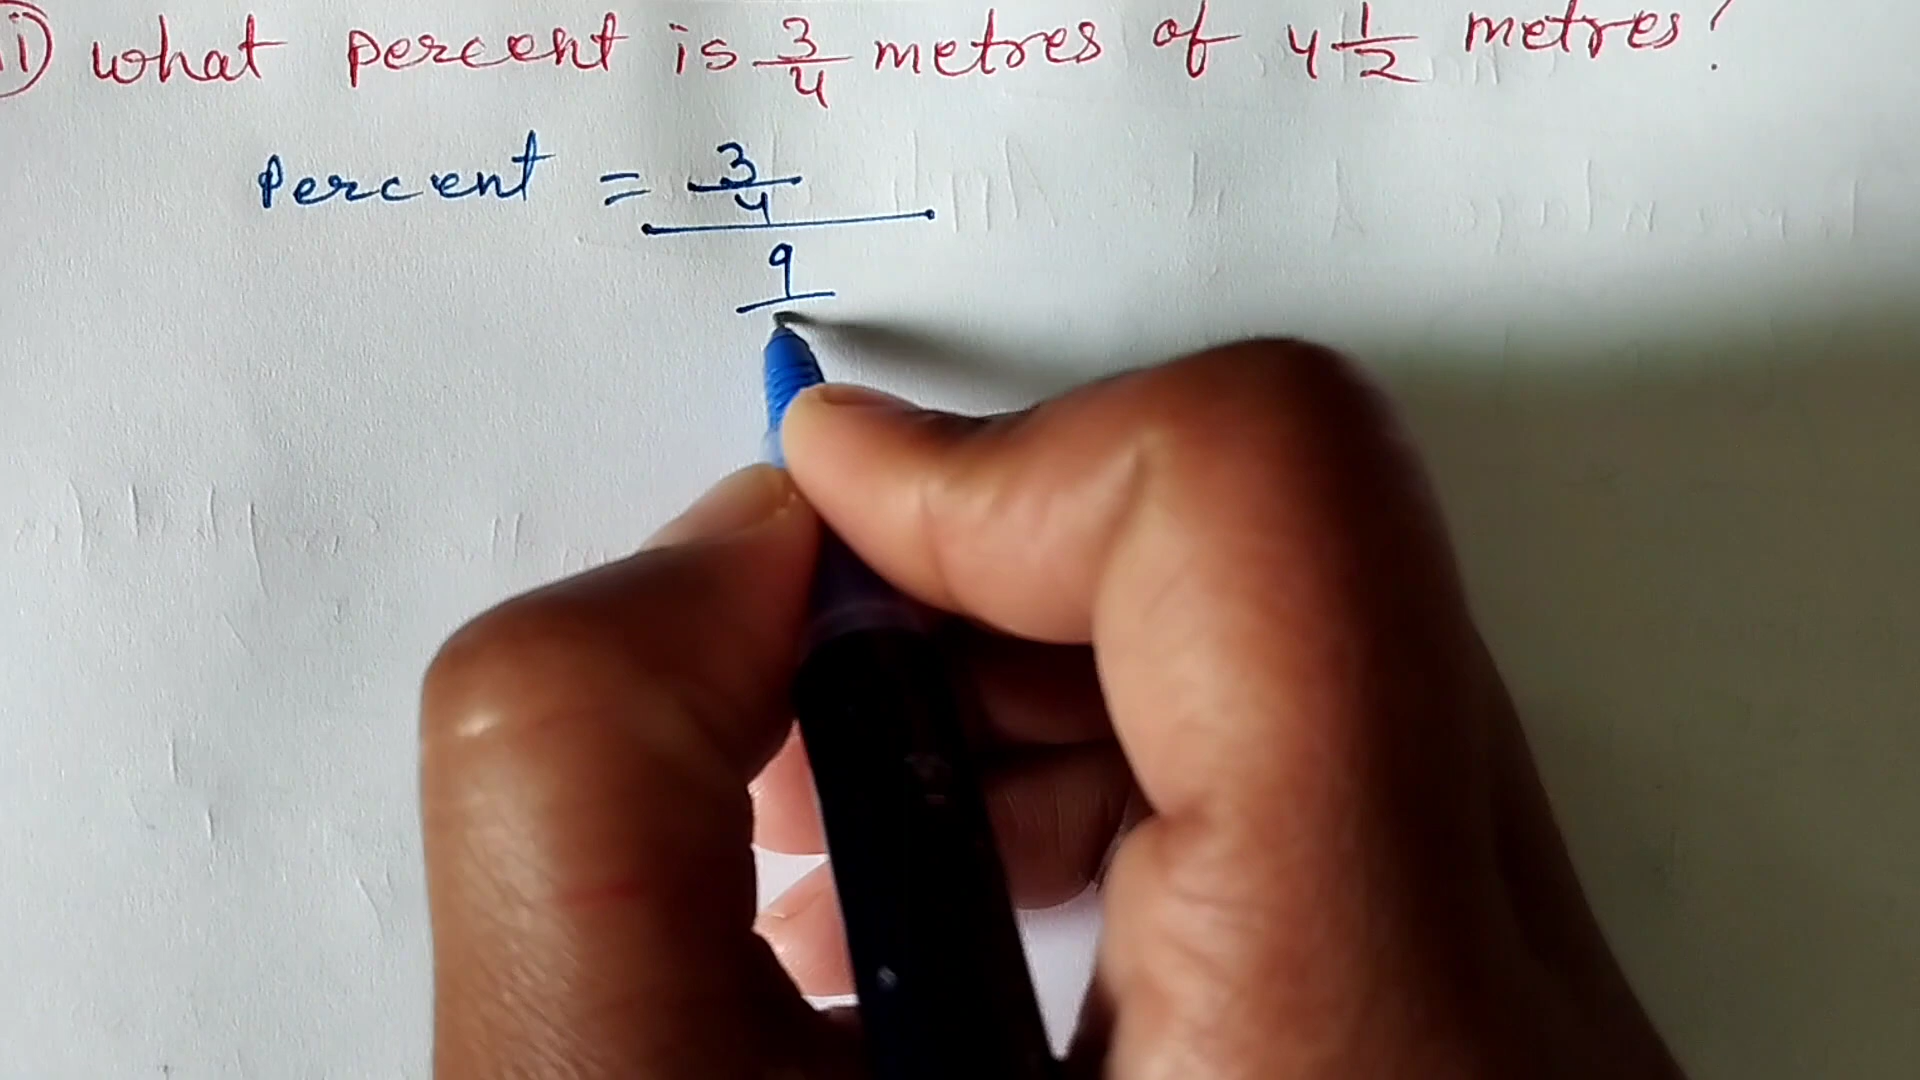 ii) what percent is 3/4 metres of 4 1/2 metres?
Percent = 3/4
9